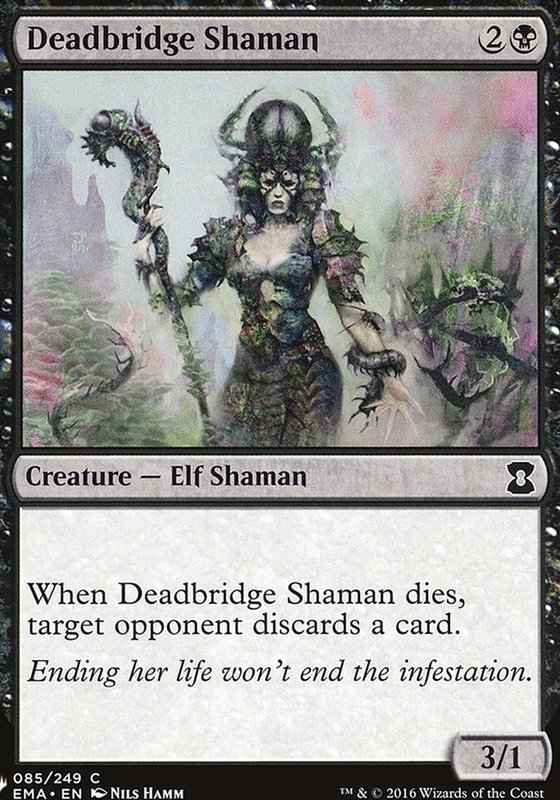 Deadbridge Shaman 2
Creature — Elf Shaman
When Deadbridge Shaman dies,
target opponent discards a card.
Ending her life won't end the infestation.
3/1
085/249 C
EMA • EN Nils Hamm
™ & © 2016 Wizards of the Coast